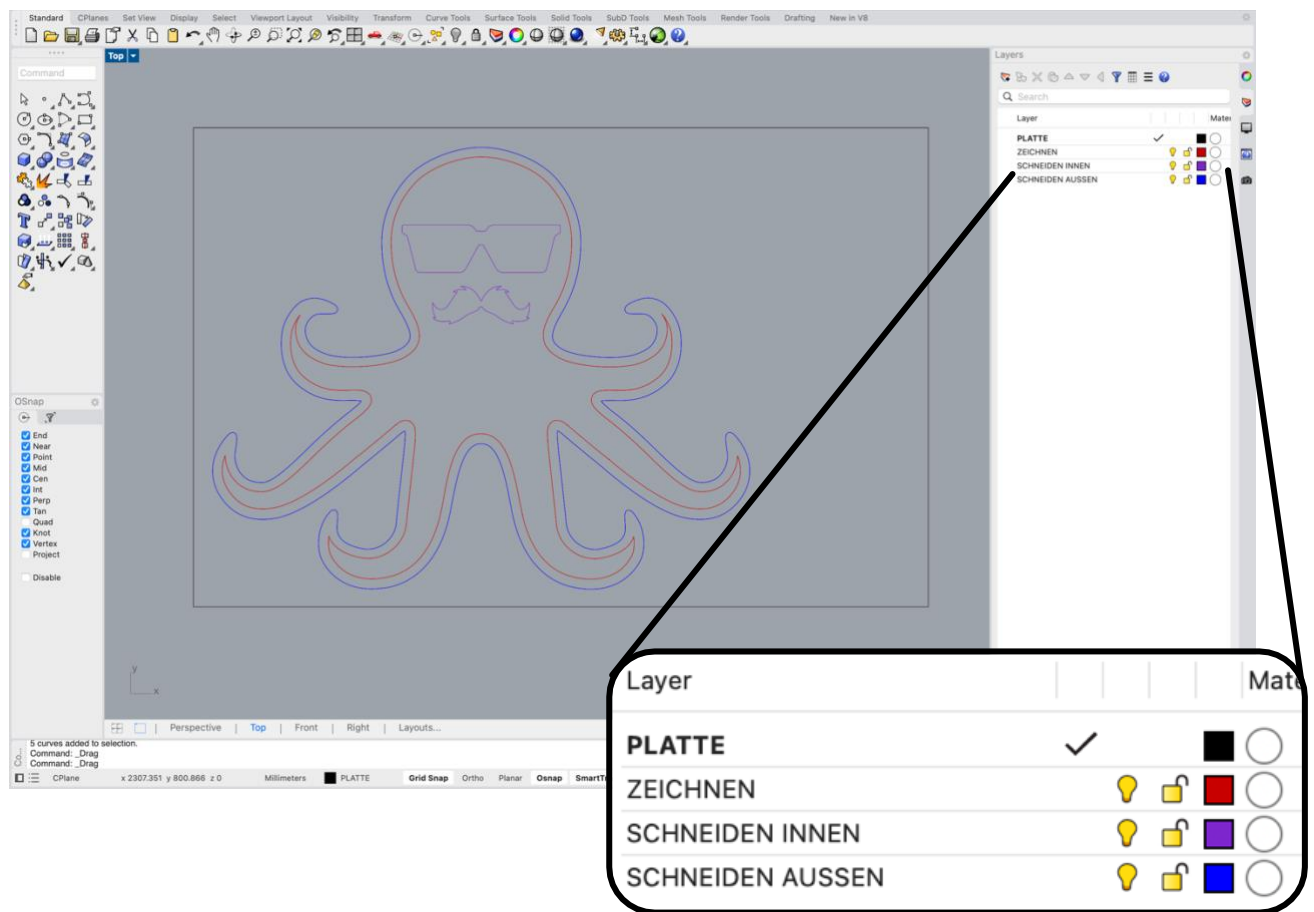 Standard CPlanes Set View Display Select Viewport Layout Visibility Transform Curve Tools Surface Tools Solid Tools SubD Tools Mesh Tools Render Tools Drafting New in V8
Top
Command
Layers
Search
Layer Mater
PLATTE
ZEICHNEN
SCHNEIDEN INNEN
SCHNEIDEN AUSSEN
OSnap
End
Near
Point
Mid
Cen
Int
Perp
Tan
Quad
Knot
Vertex
Project
Disable
y
x
Perspective | Top | Front | Right | Layouts...
5 curves added to selection.
Command: _Drag
Command: _Drag
Co...
CPlane x 2307.351 y 800.866 z 0 Millimeters PLATTE Grid Snap Ortho Planar Osnap SmartTr
Layer Mate
PLATTE
ZEICHNEN
SCHNEIDEN INNEN
SCHNEIDEN AUSSEN